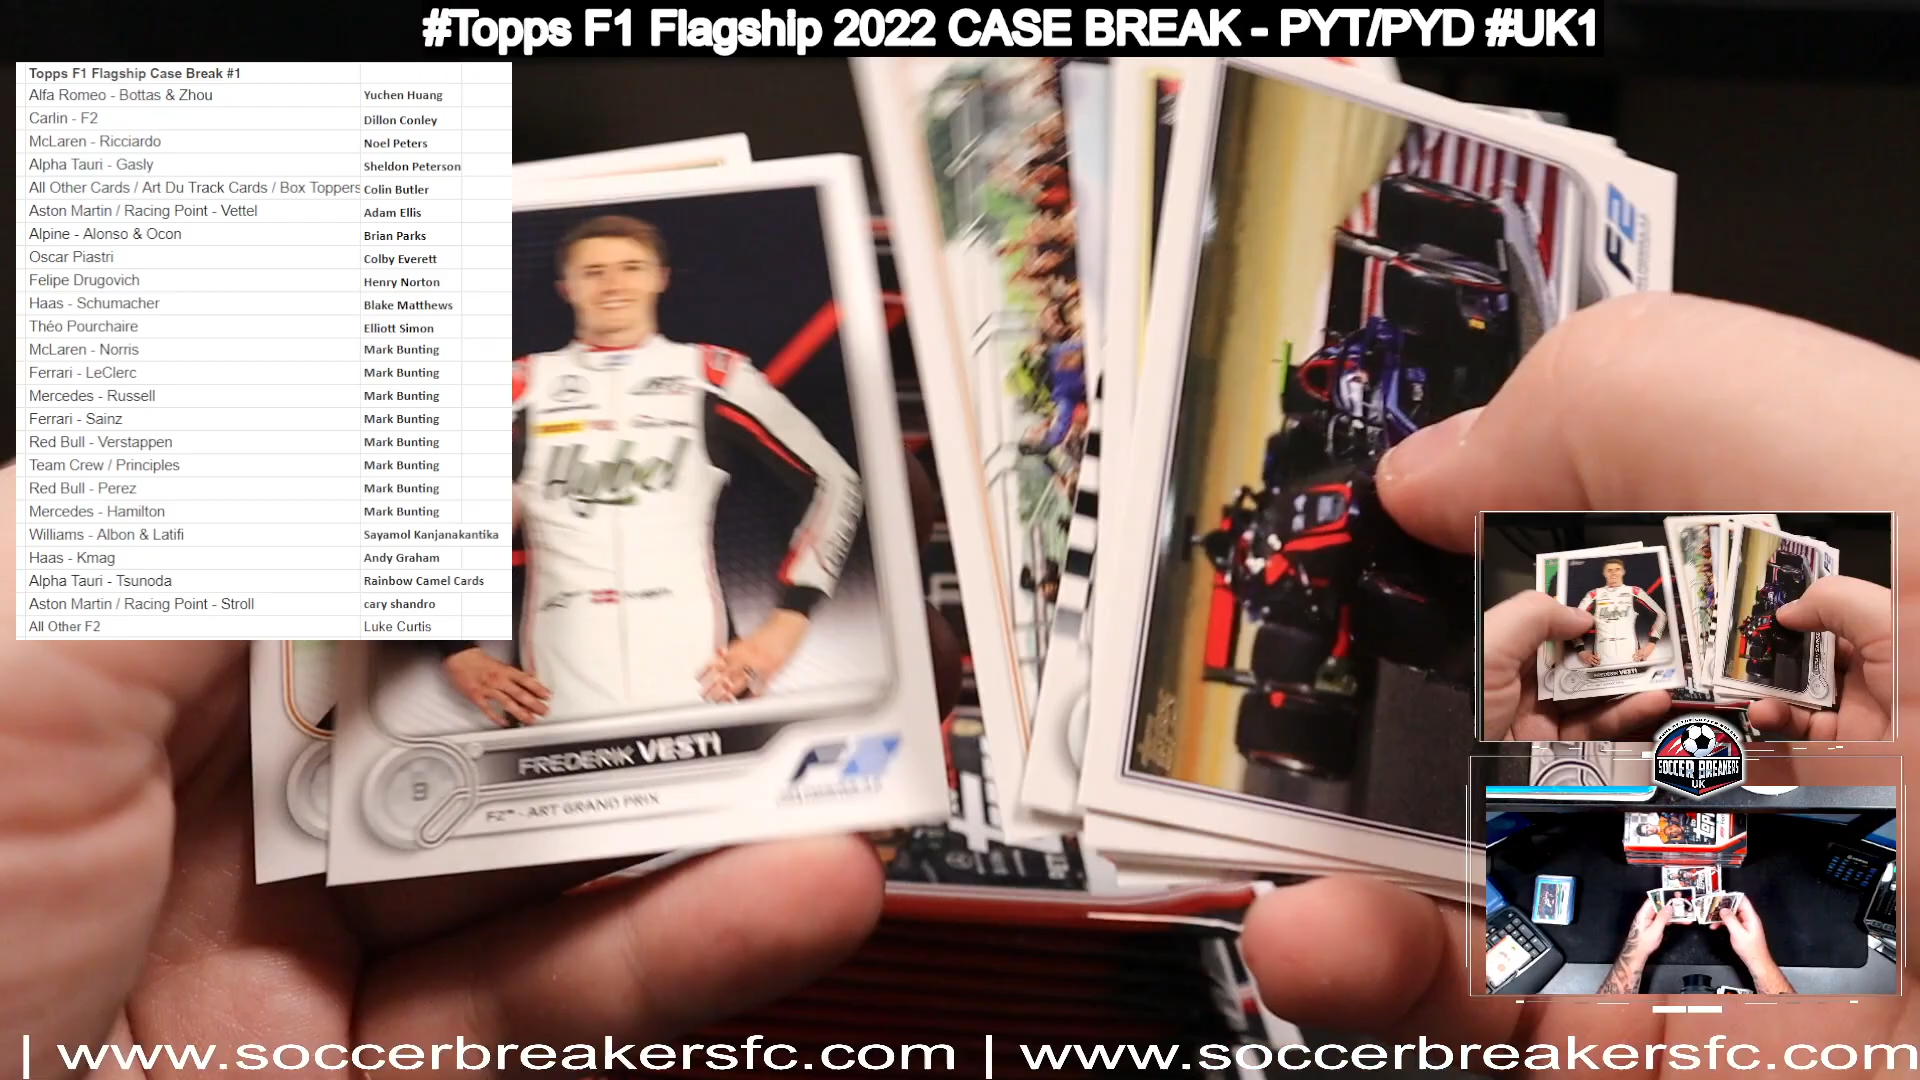 #Topps F1 Flagship 2022 CASE BREAK - PYT/PYD #UK1
Topps F1 Flagship Case Break #1
Alfa Romeo - Bottas & Zhou Yuchen Huang
Carlin - F2 Dillon Conley
McLaren - Ricciardo Noel Peters
Alpha Tauri - Gasly Sheldon Peterson
All Other Cards / Art Du Track Cards / Box Toppers Colin Butler
Aston Martin / Racing Point - Vettel Adam Ellis
Alpine - Alonso & Ocon Brian Parks
Oscar Piastri Colby Everett
Felipe Drugovich Henry Norton
Haas - Schumacher Blake Matthews
Théo Pourchaire Elliott Simon
McLaren - Norris Mark Bunting
Ferrari - LeClerc Mark Bunting
Mercedes - Russell Mark Bunting
Ferrari - Sainz Mark Bunting
Red Bull - Verstappen Mark Bunting
Team Crew / Principles Mark Bunting
Red Bull - Perez Mark Bunting
Mercedes - Hamilton Mark Bunting
Williams - Albon & Latifi Sayamol Kanjanakantika
Haas - Kmag Andy Graham
Alpha Tauri - Tsunoda Rainbow Camel Cards
Aston Martin / Racing Point - Stroll cary shandro
All Other F2 Luke Curtis
F2
Hybel
FREDERIK VESTI
F2™ - ART GRAND PRIX
F2
SOCCER BREAKERS
UK
| www.soccerbreakersfc.com | www.soccerbreakersfc.com